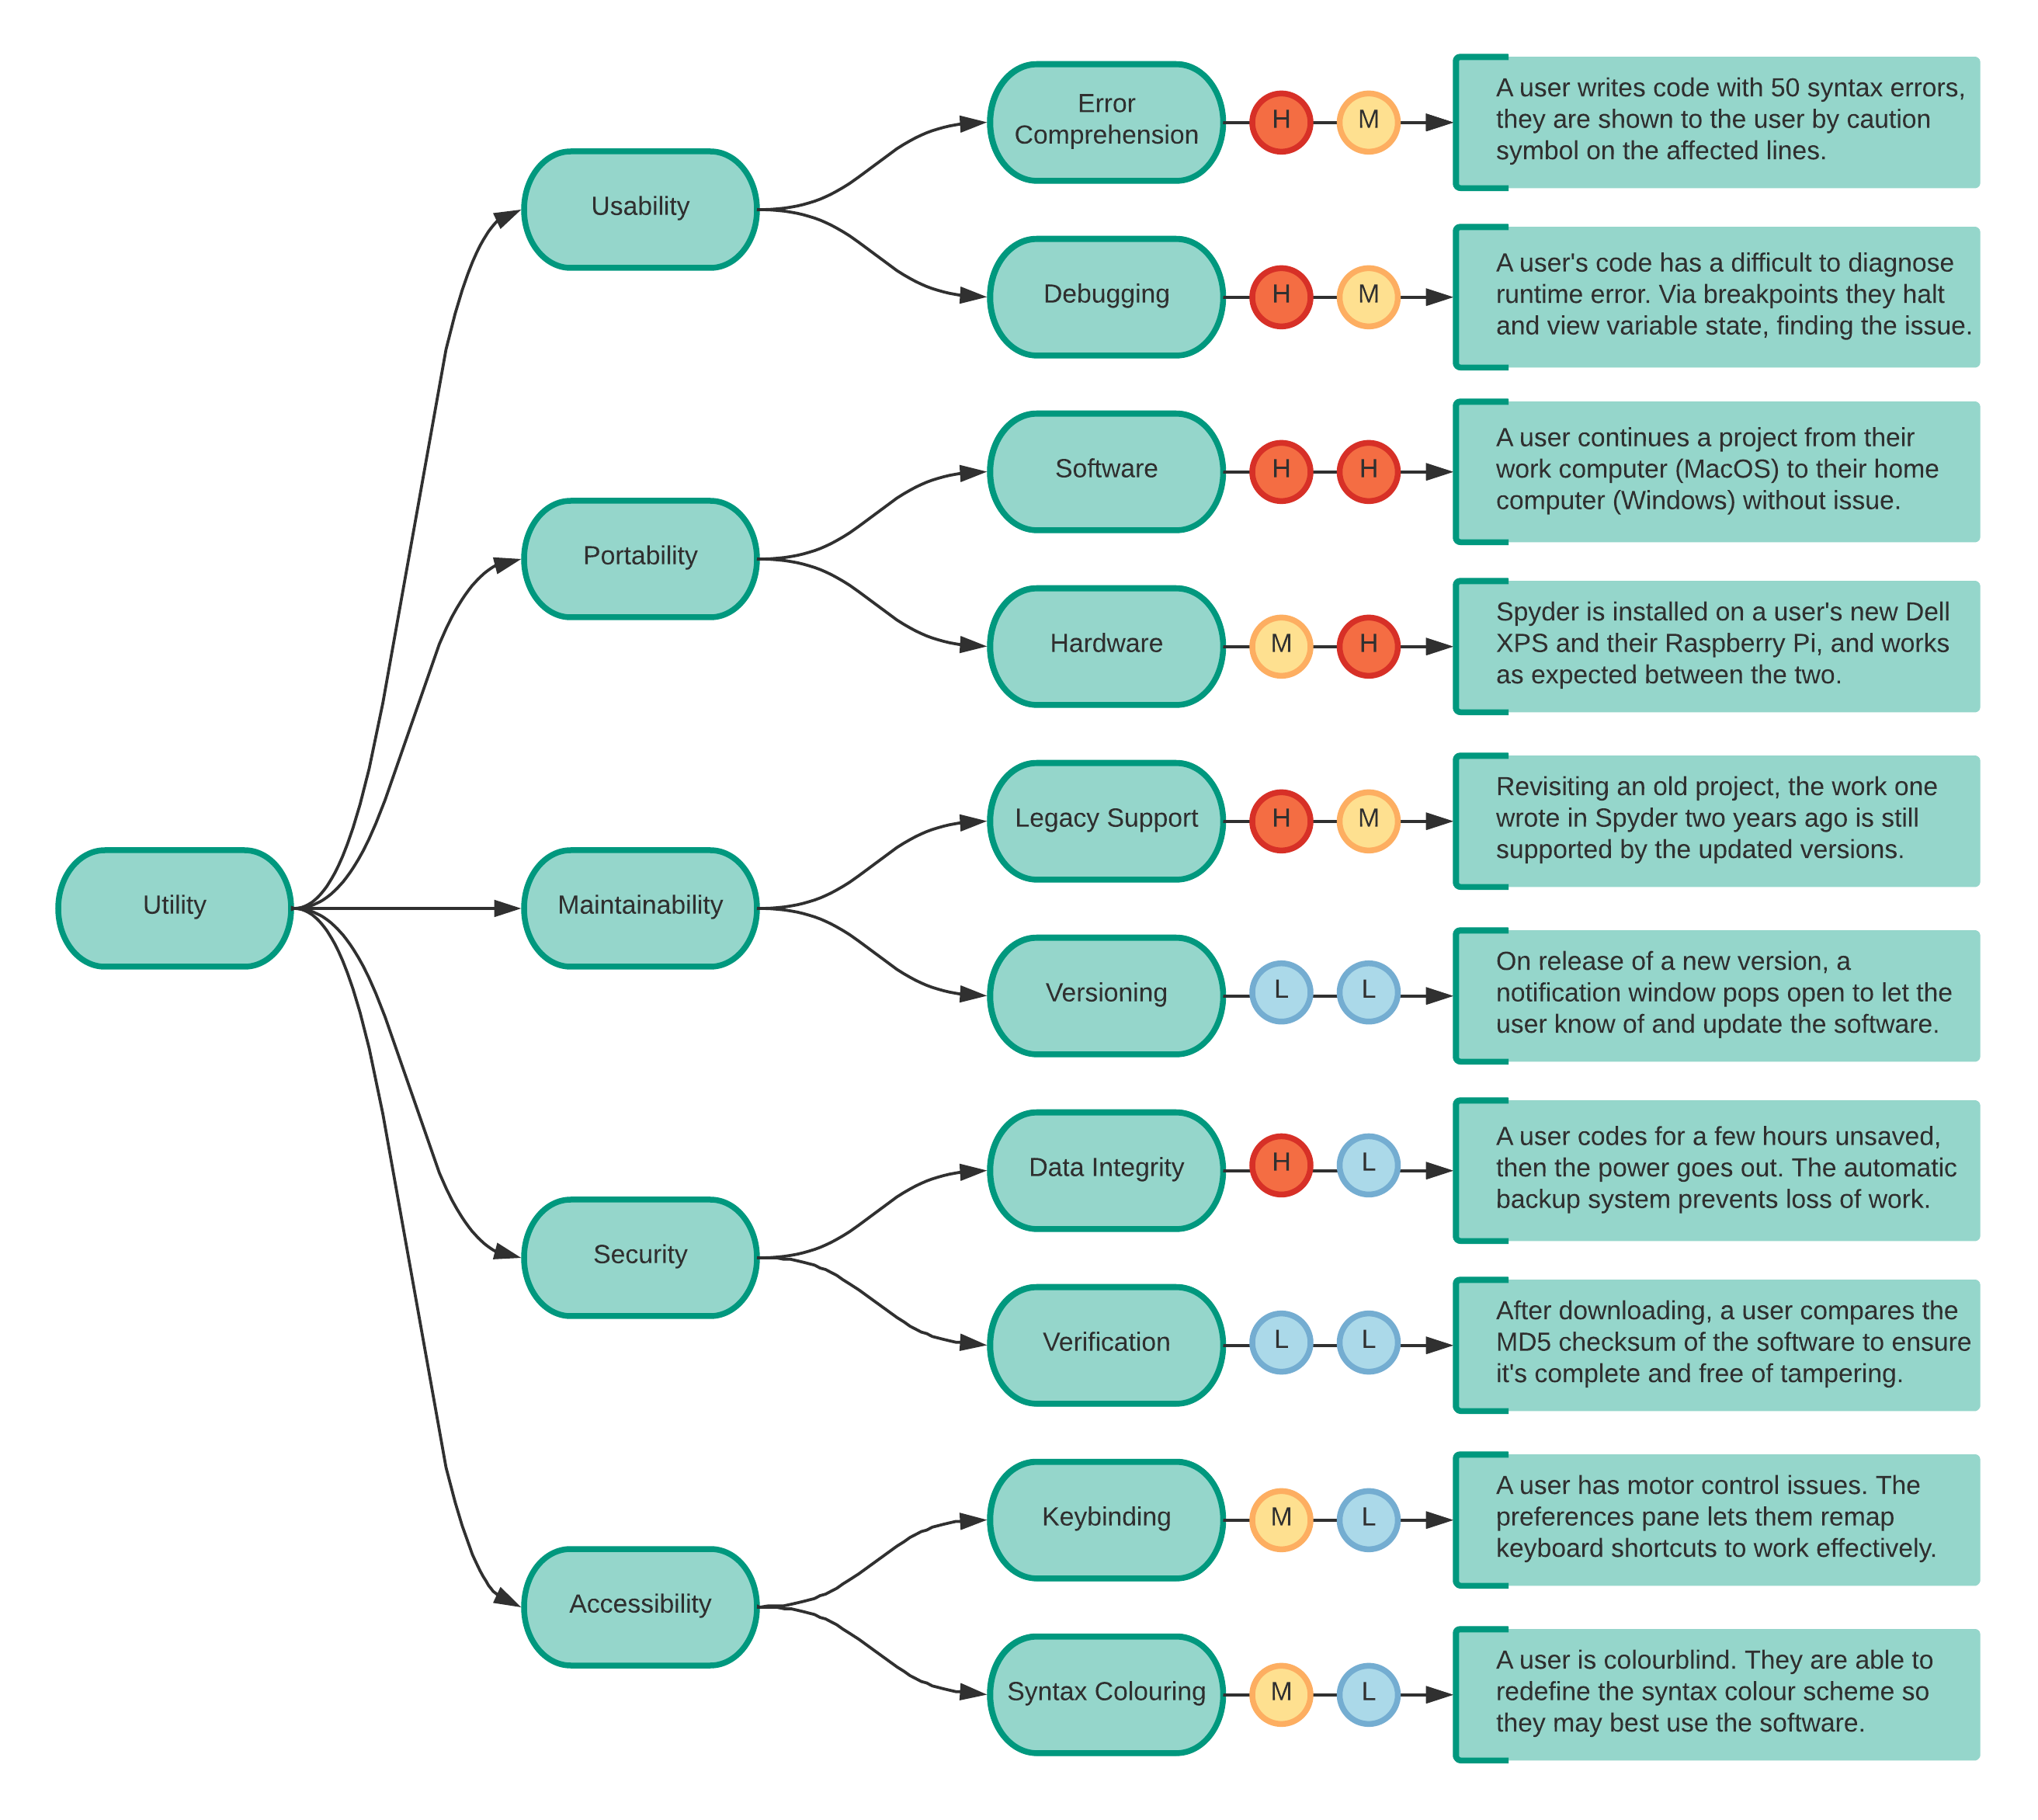 Utility
Usability
Error
Comprehension
H
M
A user writes code with 50 syntax errors,
they are shown to the user by caution
symbol on the affected lines.
Debugging
H
M
A user's code has a difficult to diagnose
runtime error. Via breakpoints they halt
and view variable state, finding the issue.
Portability
Software
H
H
A user continues a project from their
work computer (MacOS) to their home
computer (Windows) without issue.
Hardware
M
H
Spyder is installed on a user's new Dell
XPS and their Raspberry Pi, and works
as expected between the two.
Maintainability
Legacy Support
H
M
Revisiting an old project, the work one
wrote in Spyder two years ago is still
supported by the updated versions.
Versioning
L
L
On release of a new version, a
notification window pops open to let the
user know of and update the software.
Security
Data Integrity
H
L
A user codes for a few hours unsaved,
then the power goes out. The automatic
backup system prevents loss of work.
Verification
L
L
After downloading, a user compares the
MD5 checksum of the software to ensure
it's complete and free of tampering.
Accessibility
Keybinding
M
L
A user has motor control issues. The
preferences pane lets them remap
keyboard shortcuts to work effectively.
Syntax Colouring
M
L
A user is colourblind. They are able to
redefine the syntax colour scheme so
they may best use the software.